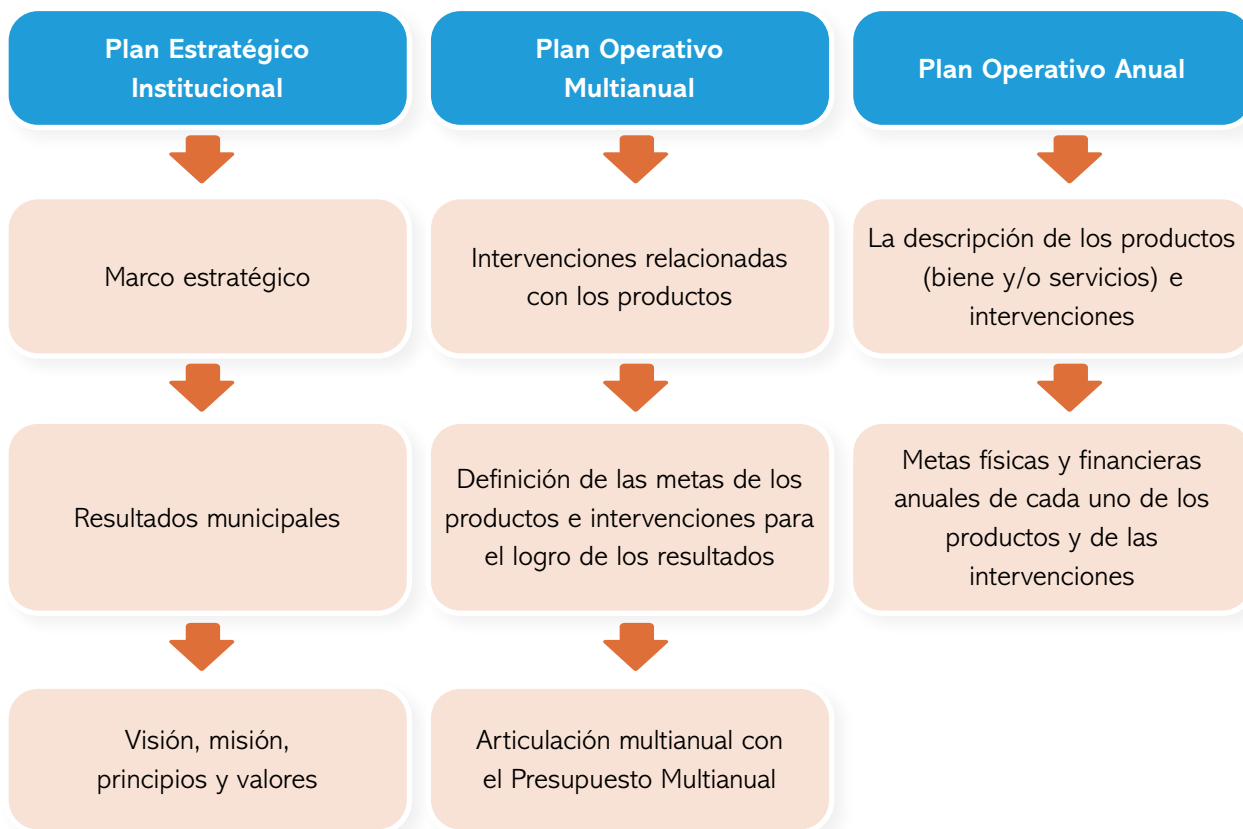 Plan Estratégico
Institucional
Marco estratégico
Resultados municipales
Visión, misión,
principios y valores
Plan Operativo
Multianual
Intervenciones relacionadas
con los productos
Definición de las metas de los
productos e intervenciones para
el logro de los resultados
Articulación multianual con
el Presupuesto Multianual
Plan Operativo Anual
La descripción de los productos
(biene y/o servicios) e
intervenciones
Metas físicas y financieras
anuales de cada uno de los
productos y de las
intervenciones